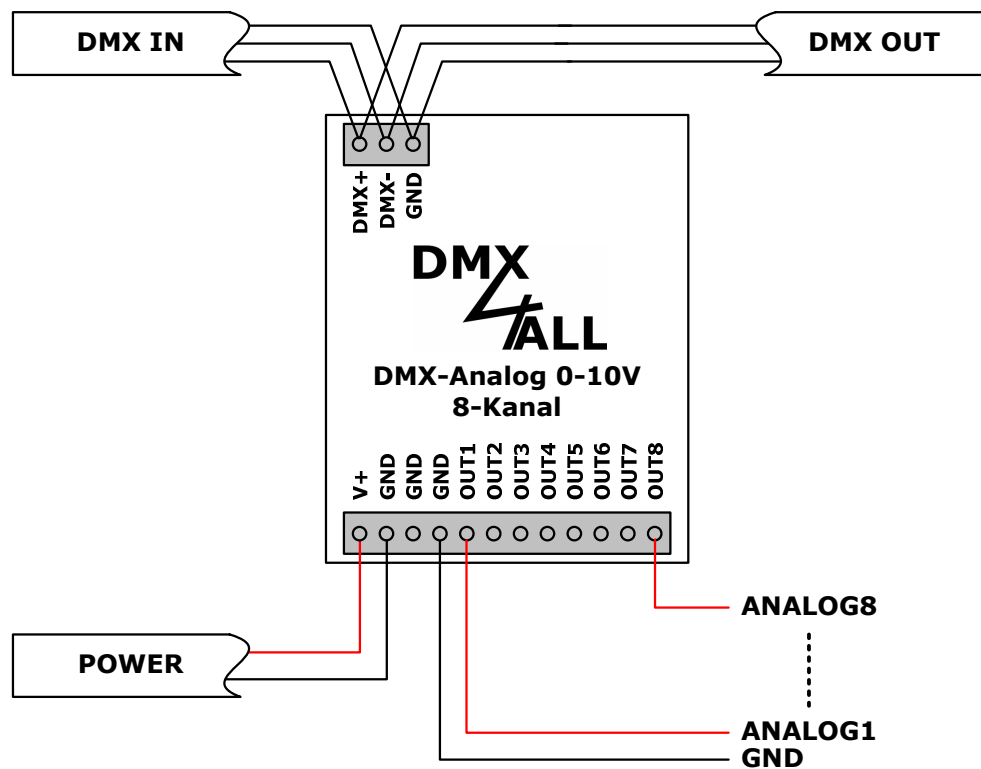 DMX IN
DMX OUT
DMX+
DMX-
GND
DMX
4
ALL
DMX-Analog 0-10V
8-Kanal
V+
GND
GND
GND
OUT1
OUT2
OUT3
OUT4
OUT5
OUT6
OUT7
OUT8
ANALOG8
POWER
ANALOG1
GND